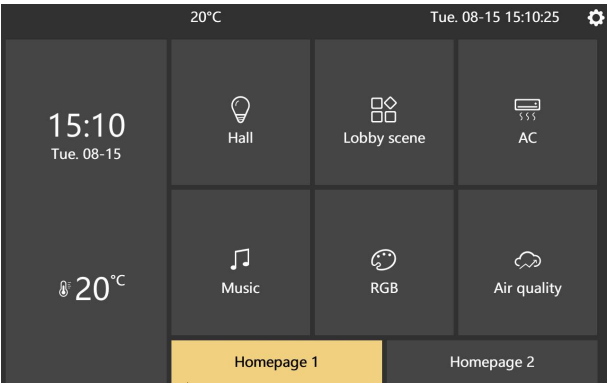 20°C
Tue. 08-15 15:10:25
15:10
Tue. 08-15
20°C
Hall
Lobby scene
AC
Music
RGB
Air quality
Homepage 1
Homepage 2